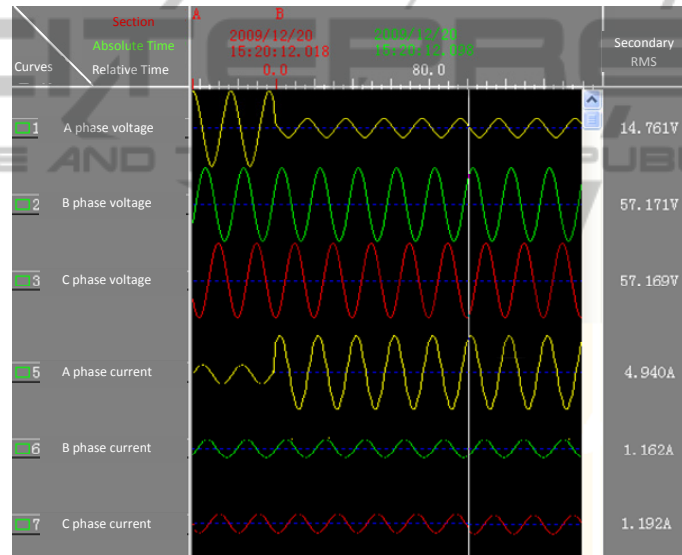 A B
Section
2009/12/20 2009/12/20
Absolute Time
15:20:12.018 15:20:12.098
Secondary
RMS
Curves
Relative Time
0.0 80.0
1 A phase voltage 14.761V
2 B phase voltage 57.171V
3 C phase voltage 57.169V
5 A phase current 4.940A
6 B phase current 1.162A
7 C phase current 1.192A